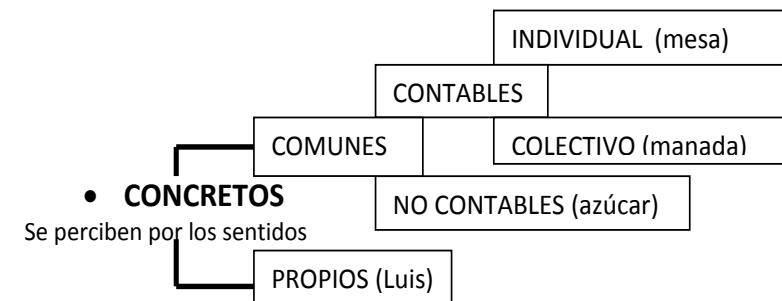 INDIVIDUAL (mesa)
CONTABLES
COMUNES
COLECTIVO (manada)
• CONCRETOS
NO CONTABLES (azúcar)
Se perciben por los sentidos
PROPIOS (Luis)